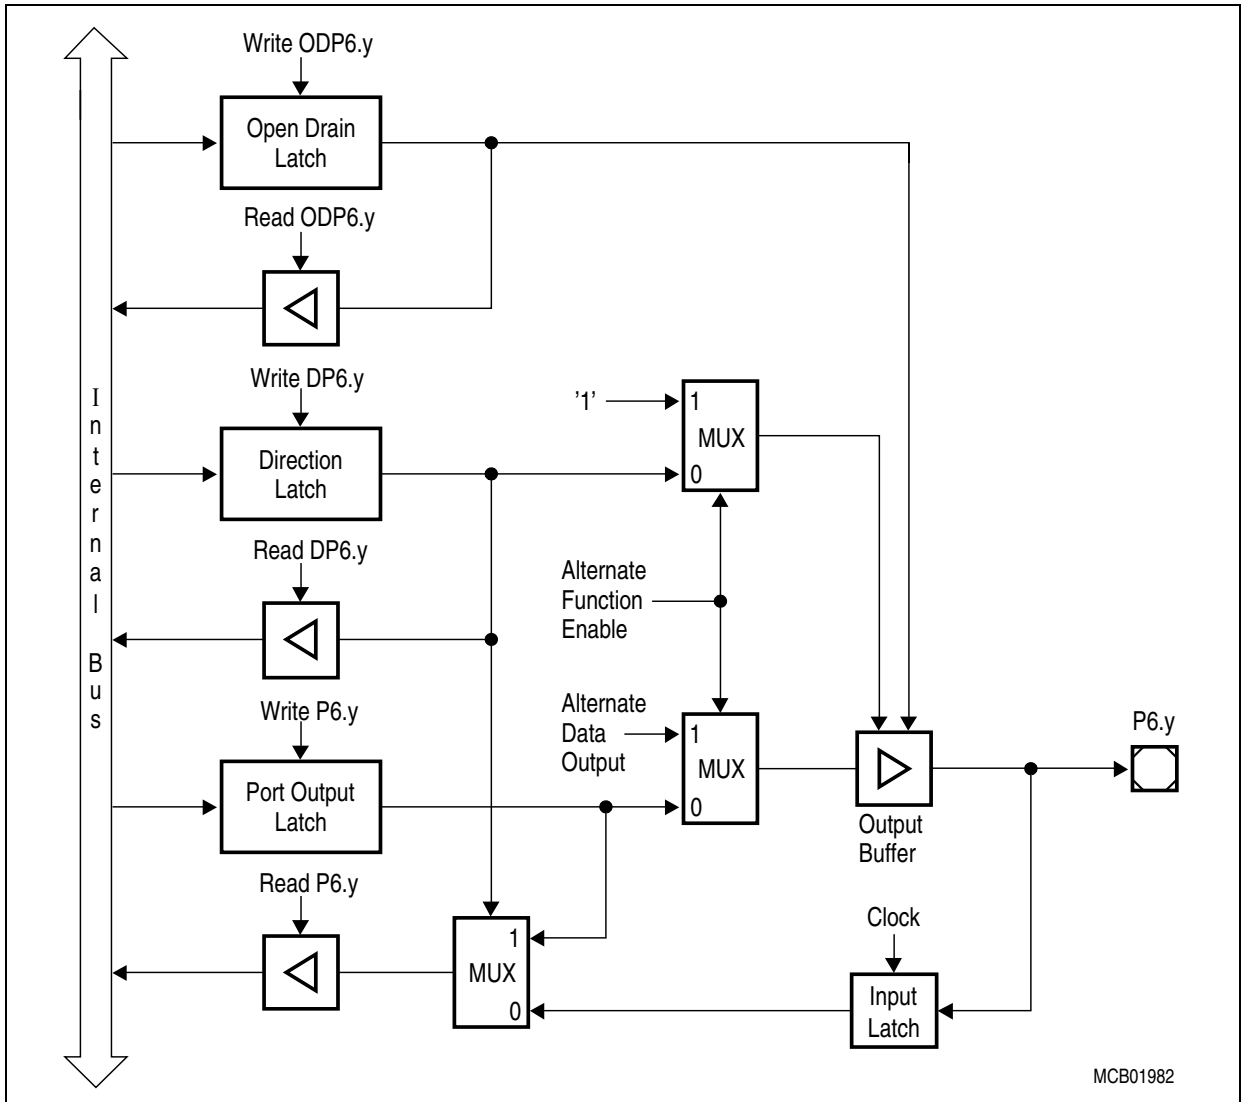 Write ODP6.y
Open Drain
Latch
Read ODP6.y
Internal Bus
Write DP6.y
'1'
1
MUX
0
Direction
Latch
Read DP6.y
Alternate
Function
Enable
Write P6.y
Alternate
Data
Output
1
MUX
0
P6.y
Port Output
Latch
Output
Buffer
Read P6.y
Clock
1
MUX
0
Input
Latch
MCB01982